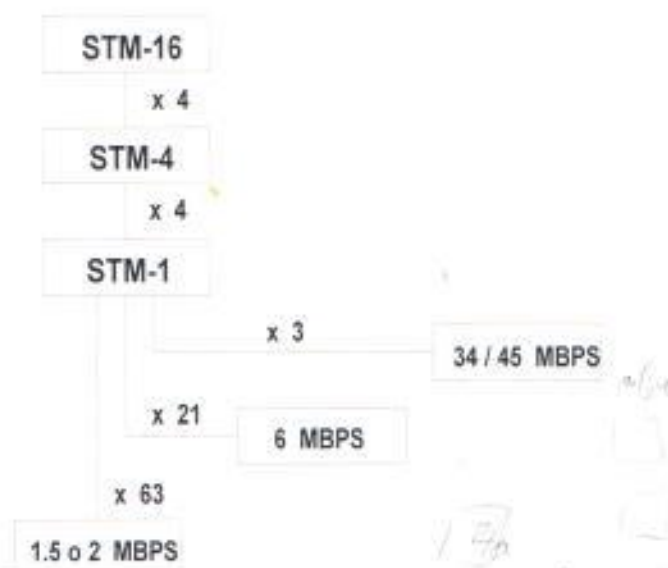 STM-16
x 4
STM-4
x 4
STM-1
x 3
34 / 45 MBPS
x 21
6 MBPS
x 63
1.5 o 2 MBPS